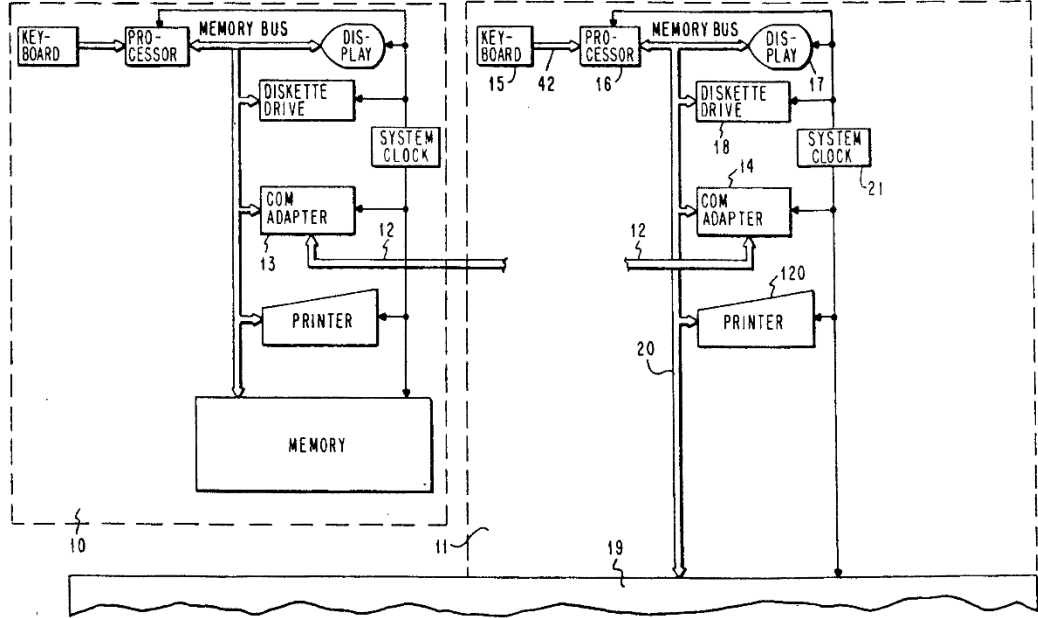 KEY-
BOARD
PRO-
CESSOR
MEMORY BUS
DIS-
PLAY
DISKETTE
DRIVE
SYSTEM
CLOCK
COM
ADAPTER
13
12
PRINTER
MEMORY
10
KEY-
BOARD
15
42
PRO-
CESSOR
16
MEMORY BUS
DIS-
PLAY
17
DISKETTE
DRIVE
18
SYSTEM
CLOCK
21
14
COM
ADAPTER
12
120
PRINTER
20
11
19